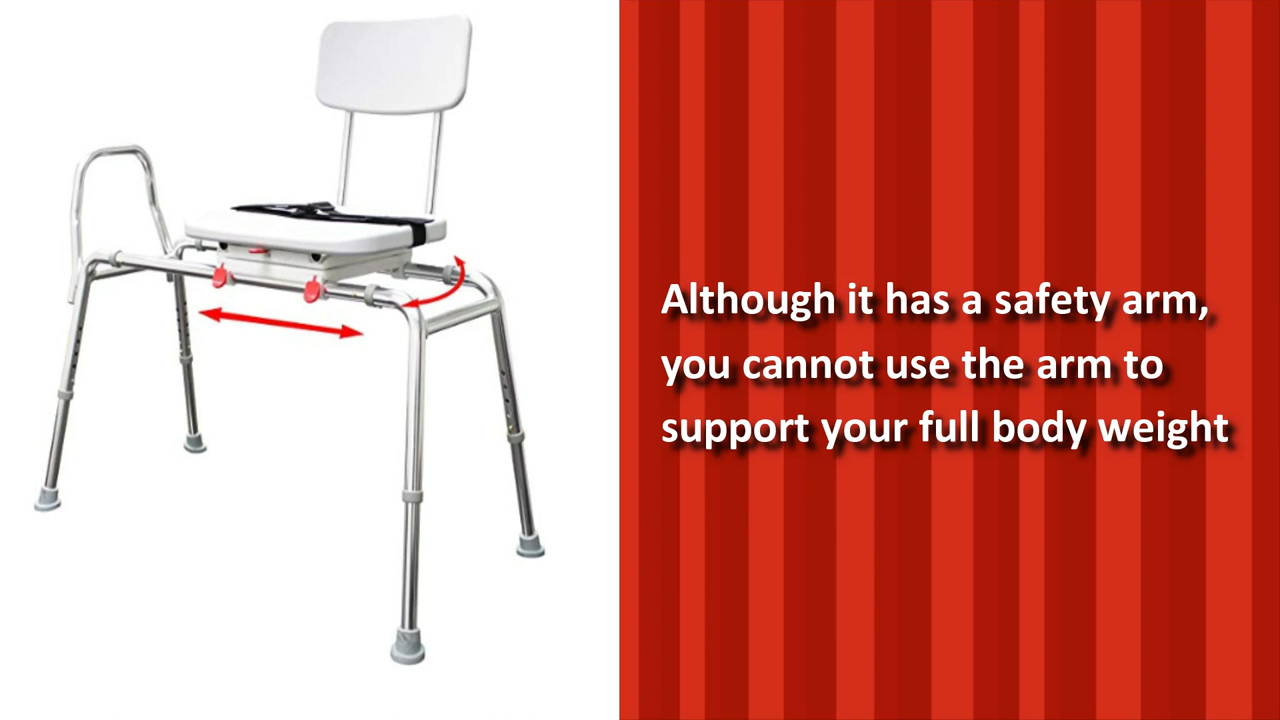 Although it has a safety arm,
you cannot use the arm to
support your full body weight